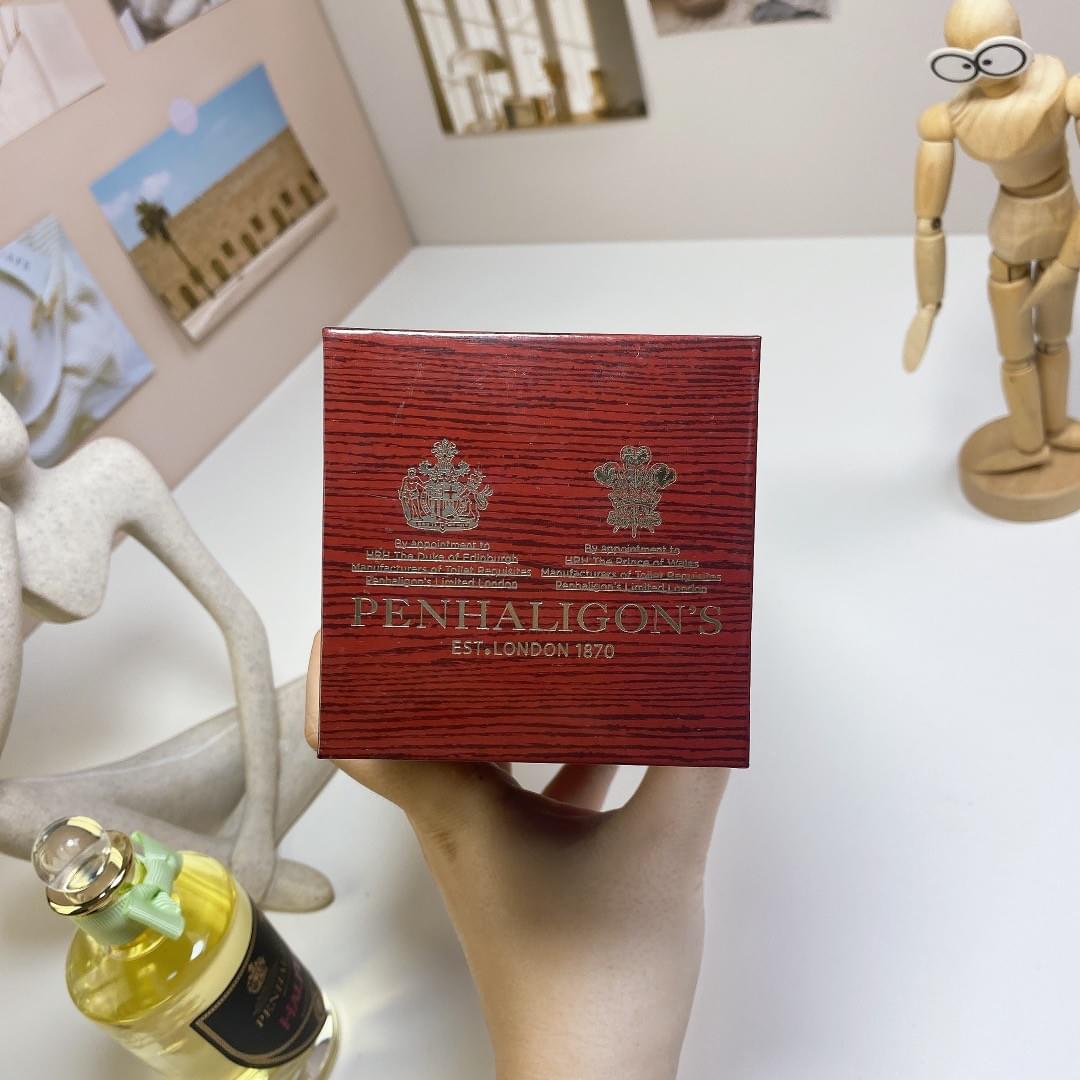 By appointment to
HRH The Duke of Edinburgh
Manufacturers of Toilet Requisites
Penhaligon's Limited London
By appointment to
HRH The Prince of Wales
Manufacturers of Toilet Requisites
Penhaligon's Limited London
PENHALIGON'S
EST. LONDON 1870